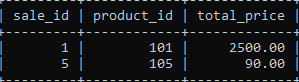 | sale_id | product_id | total_price |
| 1 | 101 | 2500.00 |
| 5 | 105 | 90.00 |